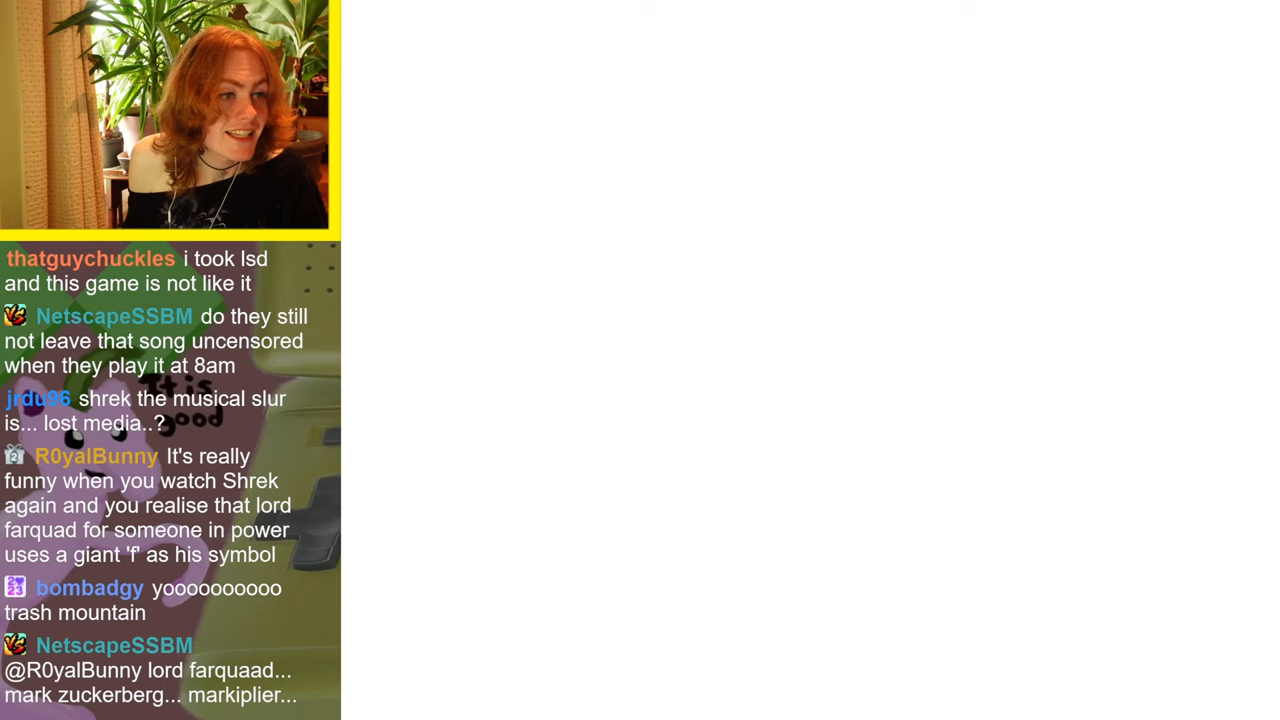 thatguychuckles i took lsd
and this game is not like it
NetscapeSSBM do they still
not leave that song uncensored
when they play it at 8am
It is
good
jrdu96 shrek the musical slur
is... lost media..?
R0yalBunny It's really
funny when you watch Shrek
again and you realise that lord
farquad for someone in power
uses a giant 'f' as his symbol
bombadgy yoooooooooo
trash mountain
NetscapeSSBM
@R0yalBunny lord farquaad...
mark zuckerberg... markiplier...